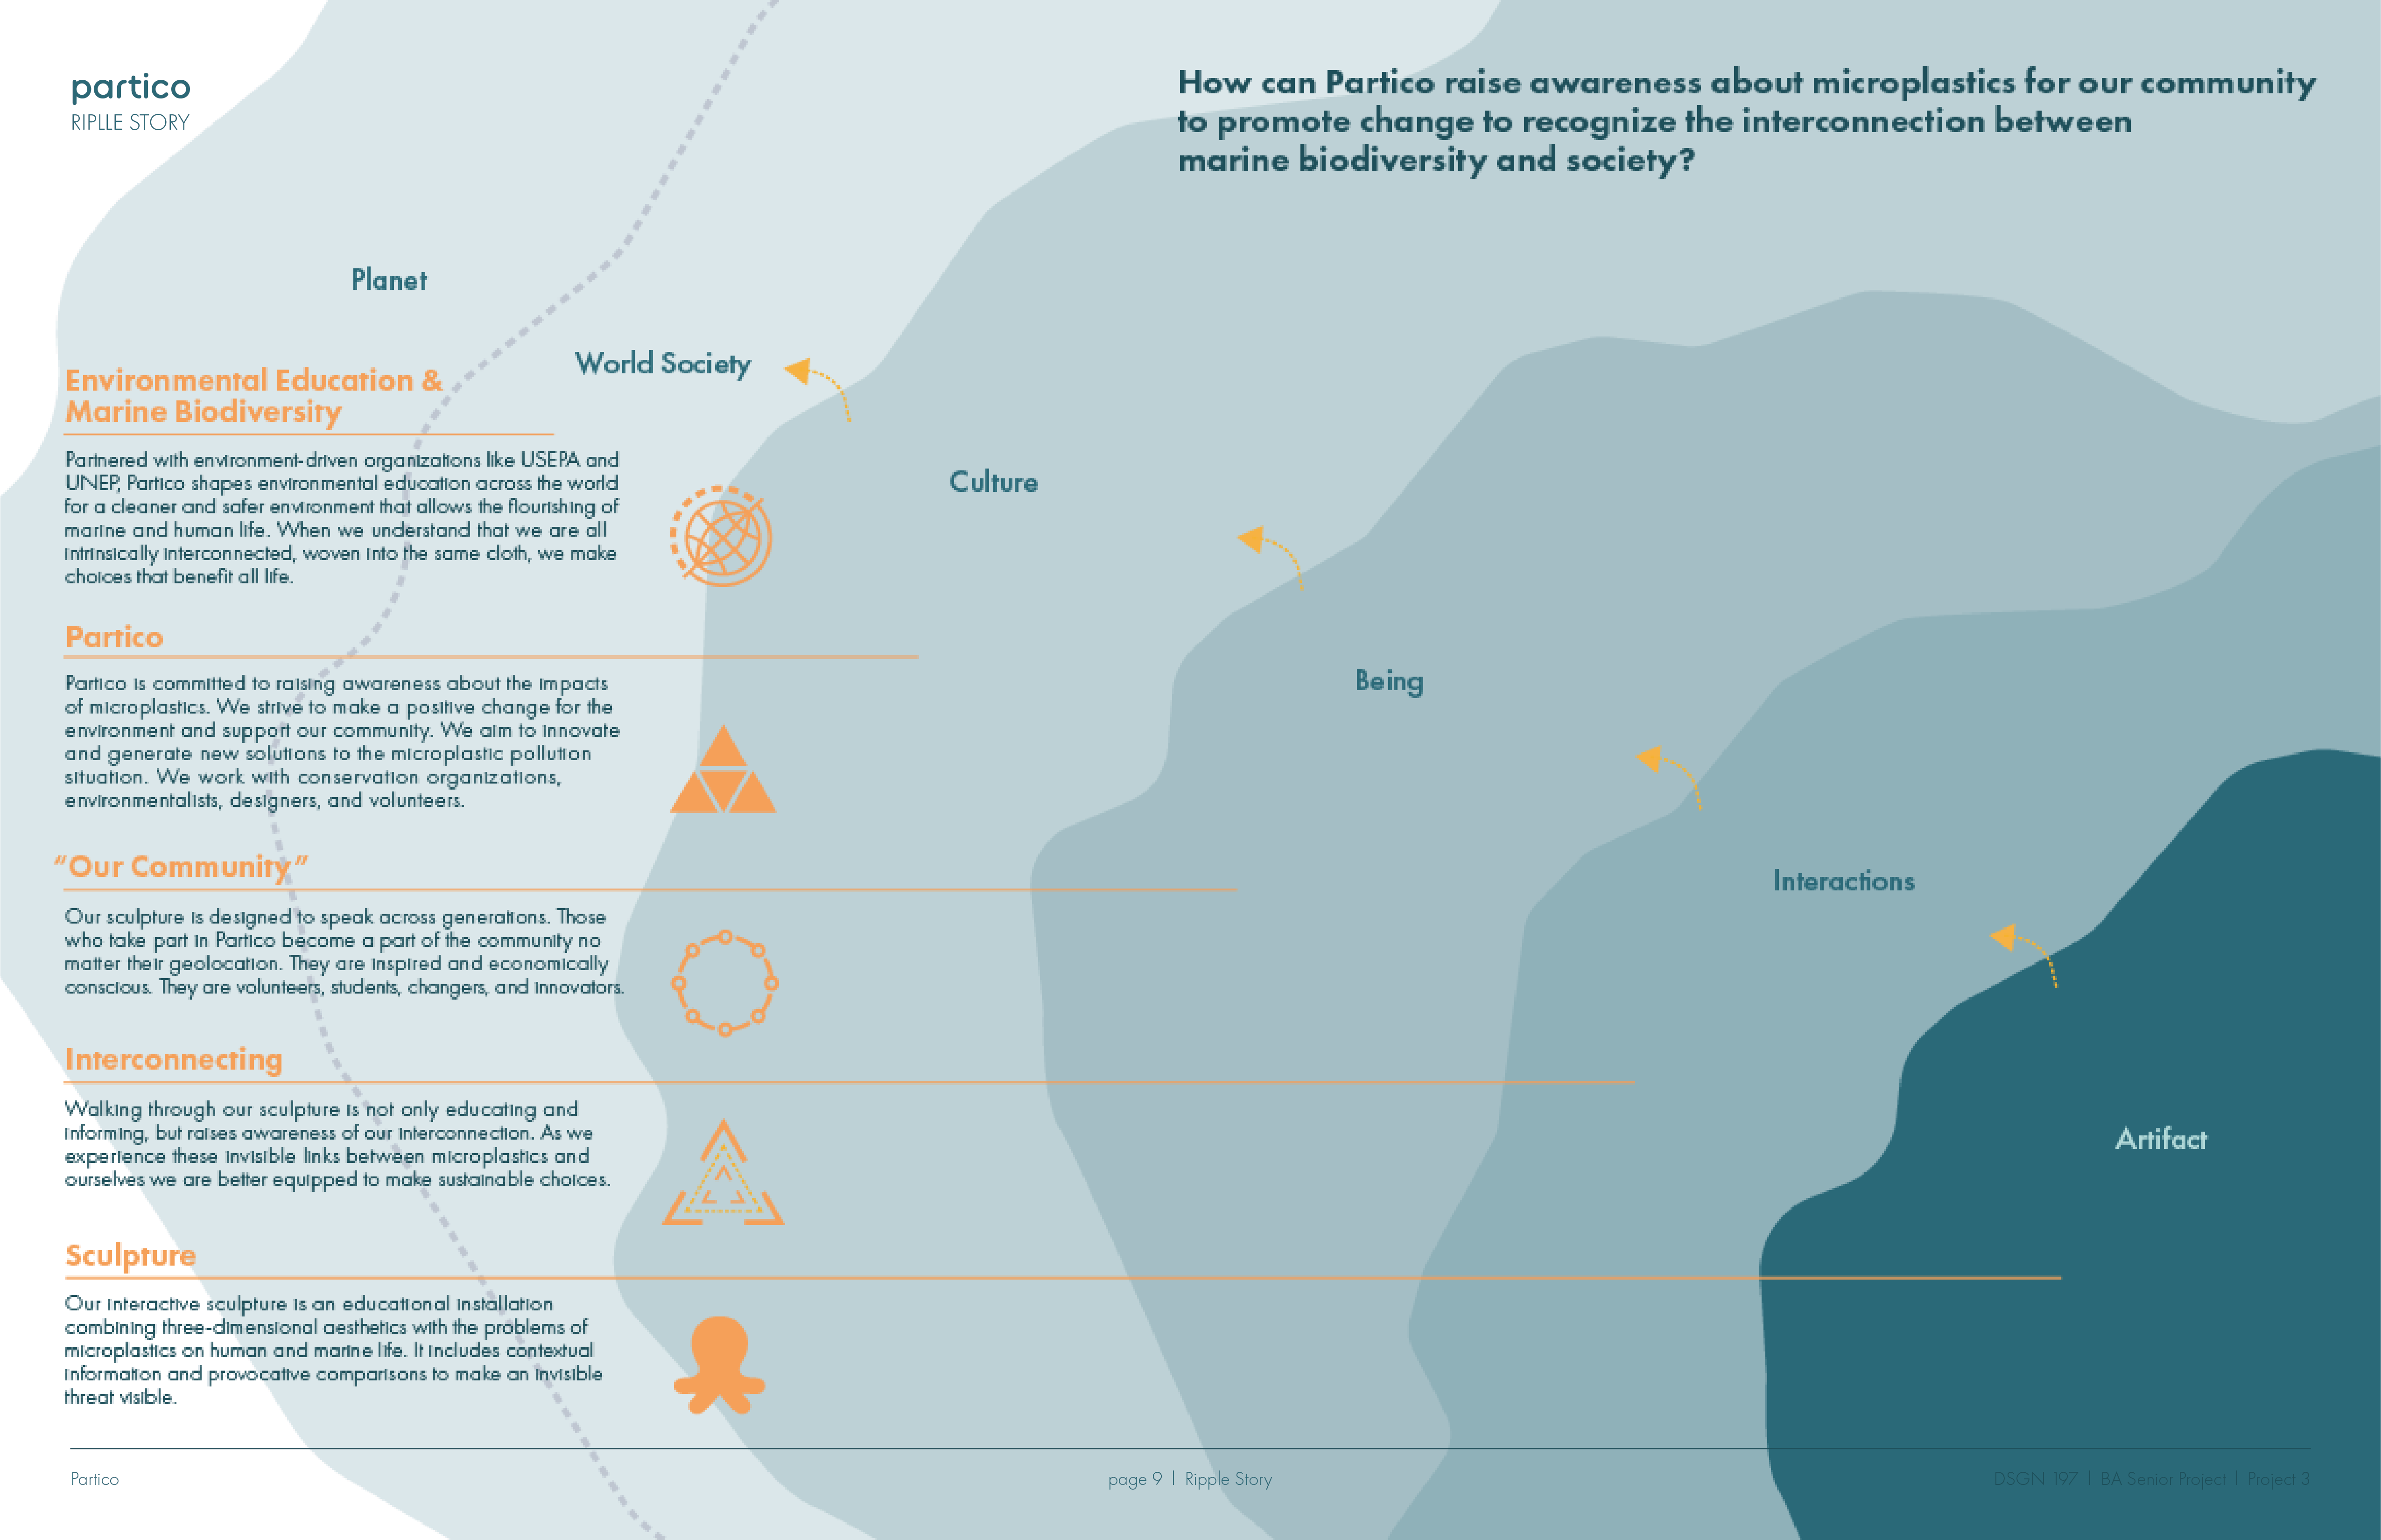 partico
RIPLLE STORY
How can Partico raise awareness about microplastics for our community
to promote change to recognize the interconnection between
marine biodiversity and society?
Planet
World Society
Culture
Being
Interactions
Artifact
Environmental Education &
Marine Biodiversity
Partnered with environment-driven organizations like USEPA and
UNEP, Partico shapes environmental education across the world
for a cleaner and safer environment that allows the flourishing of
marine and human life. When we understand that we are all
intrinsically interconnected, woven into the same cloth, we make
choices that benefit all life.
Partico
Partico is committed to raising awareness about the impacts
of microplastics. We strive to make a positive change for the
environment and support our community. We aim to innovate
and generate new solutions to the microplastic pollution
situation. We work with conservation organizations,
environmentalists, designers, and volunteers.
“Our Community”
Our sculpture is designed to speak across generations. Those
who take part in Partico become a part of the community no
matter their geolocation. They are inspired and economically
conscious. They are volunteers, students, changers, and innovators.
Interconnecting
Walking through our sculpture is not only educating and
informing, but raises awareness of our interconnection. As we
experience these invisible links between microplastics and
ourselves we are better equipped to make sustainable choices.
Sculpture
Our interactive sculpture is an educational installation
combining three-dimensional aesthetics with the problems of
microplastics on human and marine life. It includes contextual
information and provocative comparisons to make an invisible
threat visible.
Partico
page 9 | Ripple Story
DSGN 197 | BA Senior Project | Project 3